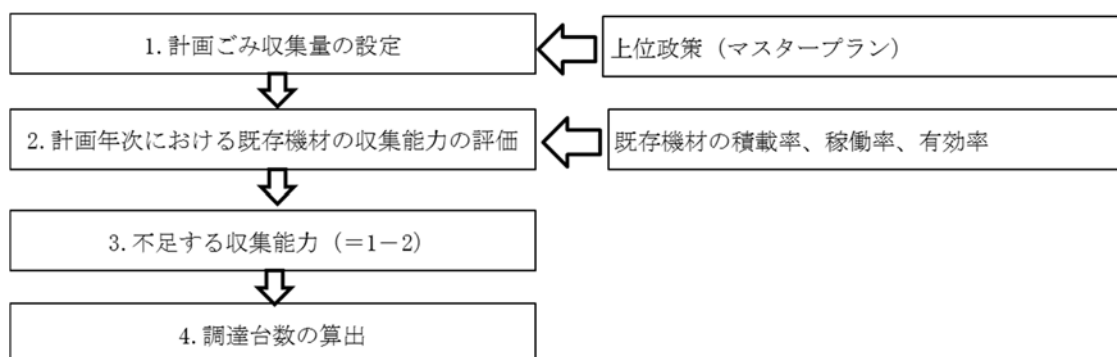 1. 計画ごみ収集量の設定
上位政策（マスタープラン）
2. 計画年次における既存機材の収集能力の評価
既存機材の積載率、稼働率、有効率
3. 不足する収集能力（＝1－2）
4. 調達台数の算出